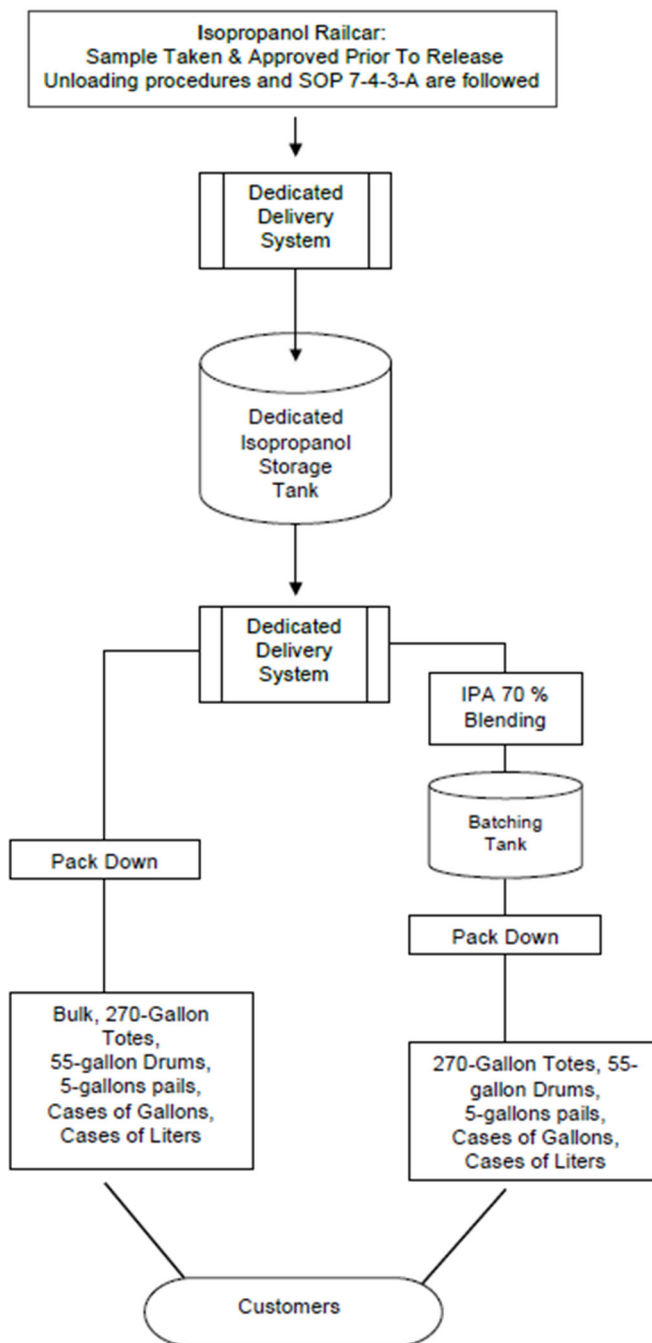 Isopropanol Railcar:
Sample Taken & Approved Prior To Release
Unloading procedures and SOP 7-4-3-A are followed
Dedicated
Delivery
System
Dedicated
Isopropanol
Storage
Tank
Dedicated
Delivery
System
IPA 70 %
Blending
Batching
Tank
Pack Down
Pack Down
Bulk, 270-Gallon
Totes,
55-gallon Drums,
5-gallons pails,
Cases of Gallons,
Cases of Liters
270-Gallon Totes, 55-
gallon Drums,
5-gallons pails,
Cases of Gallons,
Cases of Liters
Customers